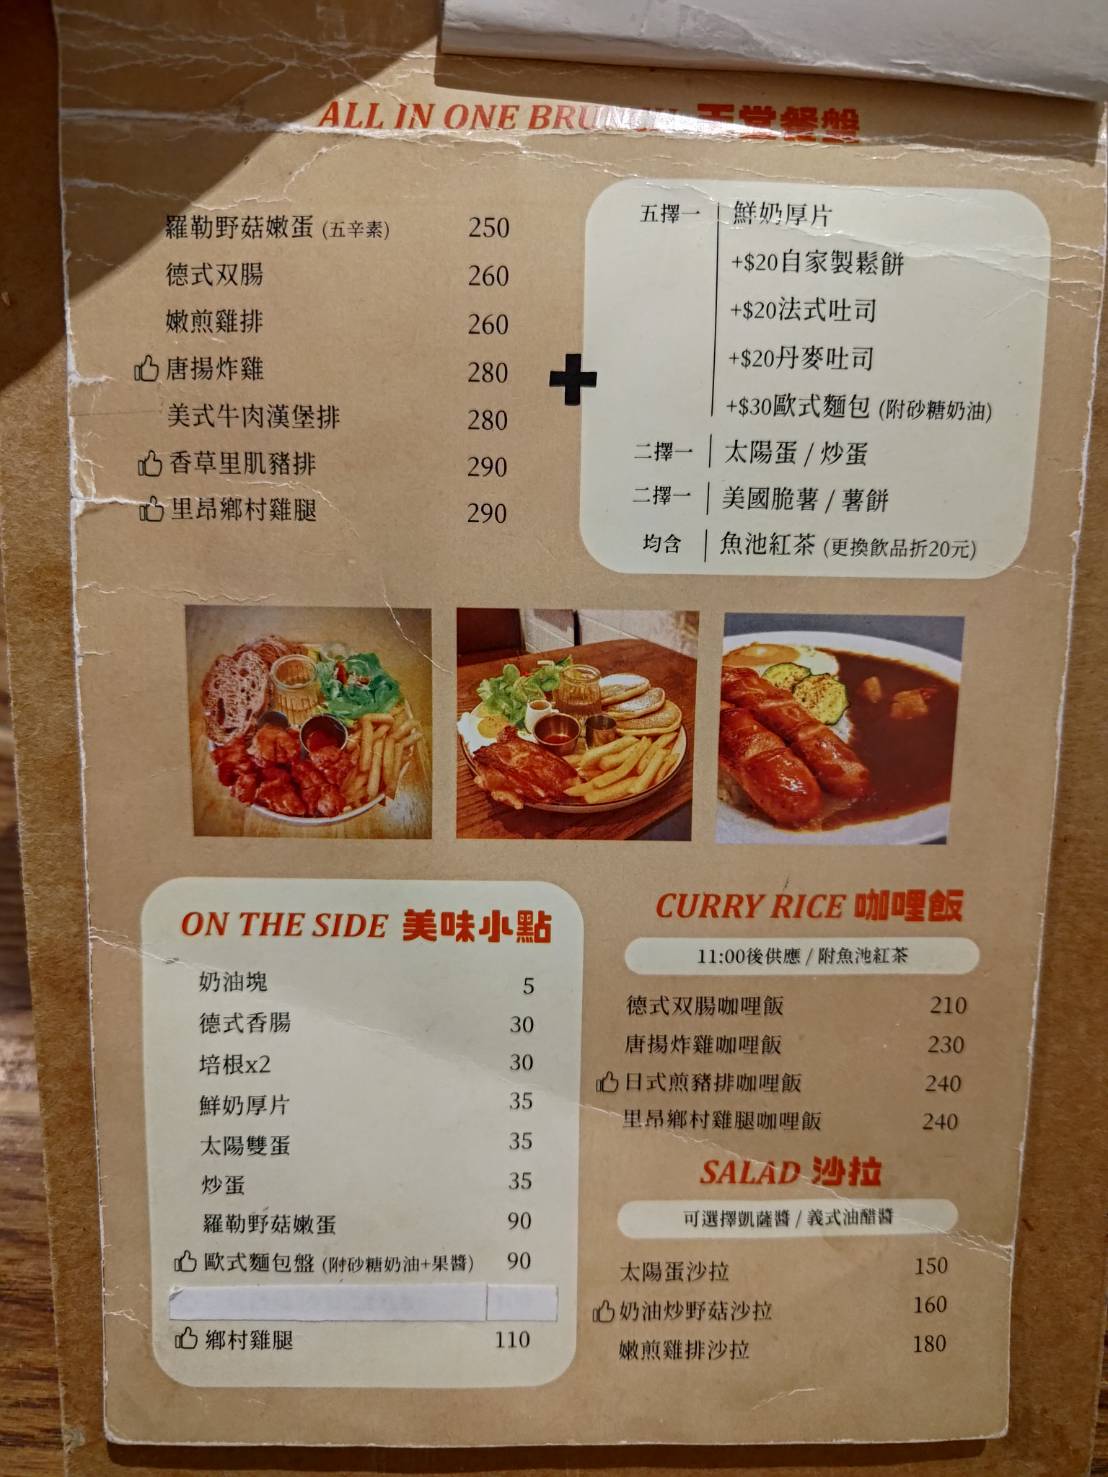 ALL IN ONE BRUNCH 正當餐盤
羅勒野菇嫩蛋 (五辛素) 250
德式双腸 260
嫩煎雞排 260
唐揚炸雞 280
美式牛肉漢堡排 280
香草里肌豬排 290
里昂鄉村雞腿 290
+
五擇一 鮮奶厚片
+$20自家製鬆餅
+$20法式吐司
+$20丹麥吐司
+$30歐式麵包 (附砂糖奶油)
二擇一 太陽蛋 / 炒蛋
二擇一 美國脆薯 / 薯餅
均含 魚池紅茶 (更換飲品折20元)
ON THE SIDE 美味小點
奶油塊 5
德式香腸 30
培根x2 30
鮮奶厚片 35
太陽雙蛋 35
炒蛋 35
羅勒野菇嫩蛋 90
歐式麵包盤 (附砂糖奶油+果醬) 90
鄉村雞腿 110
CURRY RICE 咖哩飯
11:00後供應 / 附魚池紅茶
德式双腸咖哩飯 210
唐揚炸雞咖哩飯 230
日式煎豬排咖哩飯 240
里昂鄉村雞腿咖哩飯 240
SALAD 沙拉
可選擇凱薩醬 / 義式油醋醬
太陽蛋沙拉 150
奶油炒野菇沙拉 160
嫩煎雞排沙拉 180